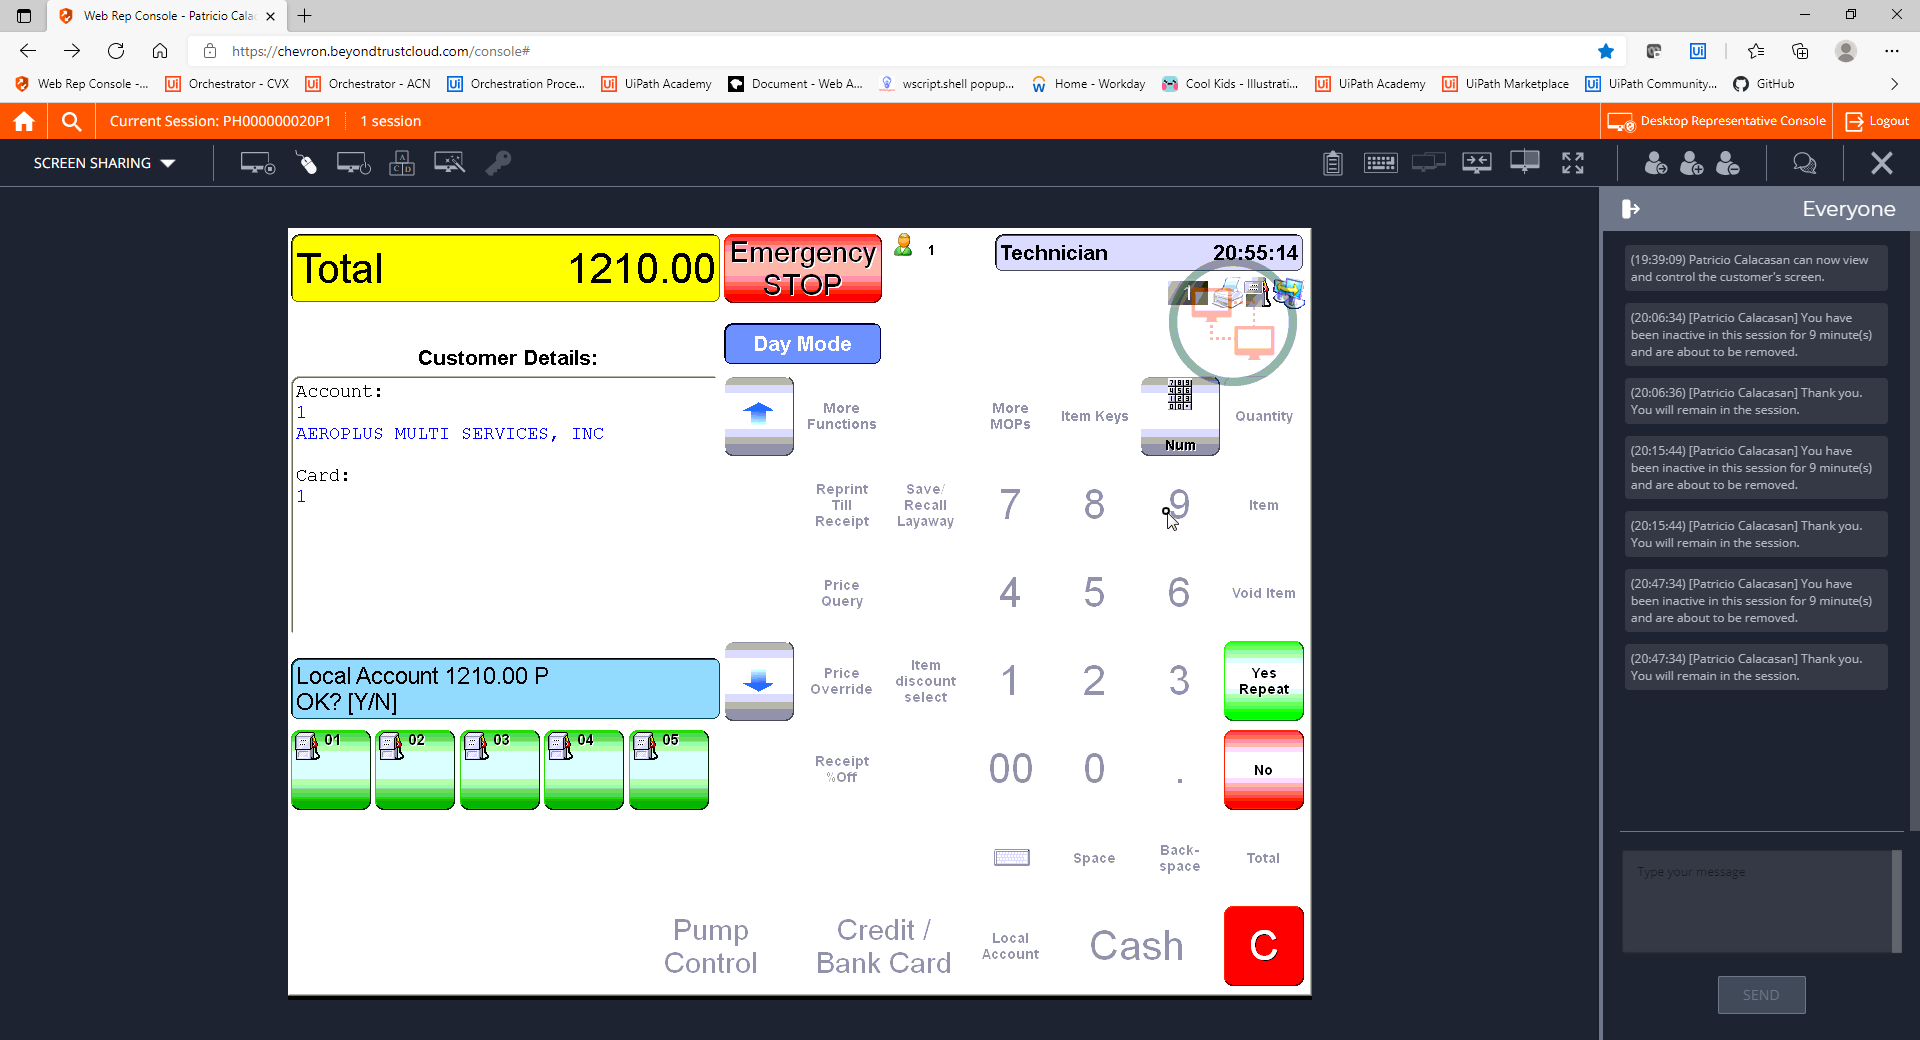 Web Rep Console - Patricio Cala
https://chevron.beyondtrustcloud.com/console#
Web Rep Console -...
Orchestrator - CVX
Orchestrator - ACN
Orchestration Proce...
UiPath Academy
Document - Web A...
wscript.shell popup...
Home - Workday
Cool Kids - Illustrati...
UiPath Academy
UiPath Marketplace
UiPath Community...
GitHub
Current Session: PH000000020P1
1 session
Desktop Representative Console
Logout
SCREEN SHARING
Everyone
(19:39:09) Patricio Calacasan can now view
and control the customer's screen.
(20:06:34) [Patricio Calacasan] You have
been inactive in this session for 9 minute(s)
and are about to be removed.
(20:06:36) [Patricio Calacasan] Thank you.
You will remain in the session.
(20:15:44) [Patricio Calacasan] You have
been inactive in this session for 9 minute(s)
and are about to be removed.
(20:15:44) [Patricio Calacasan] Thank you.
You will remain in the session.
(20:47:34) [Patricio Calacasan] You have
been inactive in this session for 9 minute(s)
and are about to be removed.
(20:47:34) [Patricio Calacasan] Thank you.
You will remain in the session.
Type your message
SEND
Total 1210.00
Emergency
STOP
1
Technician 20:55:14
1
Day Mode
Customer Details:
Account:
1
AEROPLUS MULTI SERVICES, INC
Card:
1
More
Functions
More
MOPs
Item Keys
Num
Quantity
Reprint
Till
Receipt
Save/
Recall
Layaway
7
8
9
Item
Price
Query
4
5
6
Void Item
Local Account 1210.00 P
OK? [Y/N]
Price
Override
Item
discount
select
1
2
3
Yes
Repeat
01
02
03
04
05
Receipt
%Off
00
0
.
No
Space
Back-
space
Total
Pump
Control
Credit /
Bank Card
Local
Account
Cash
C